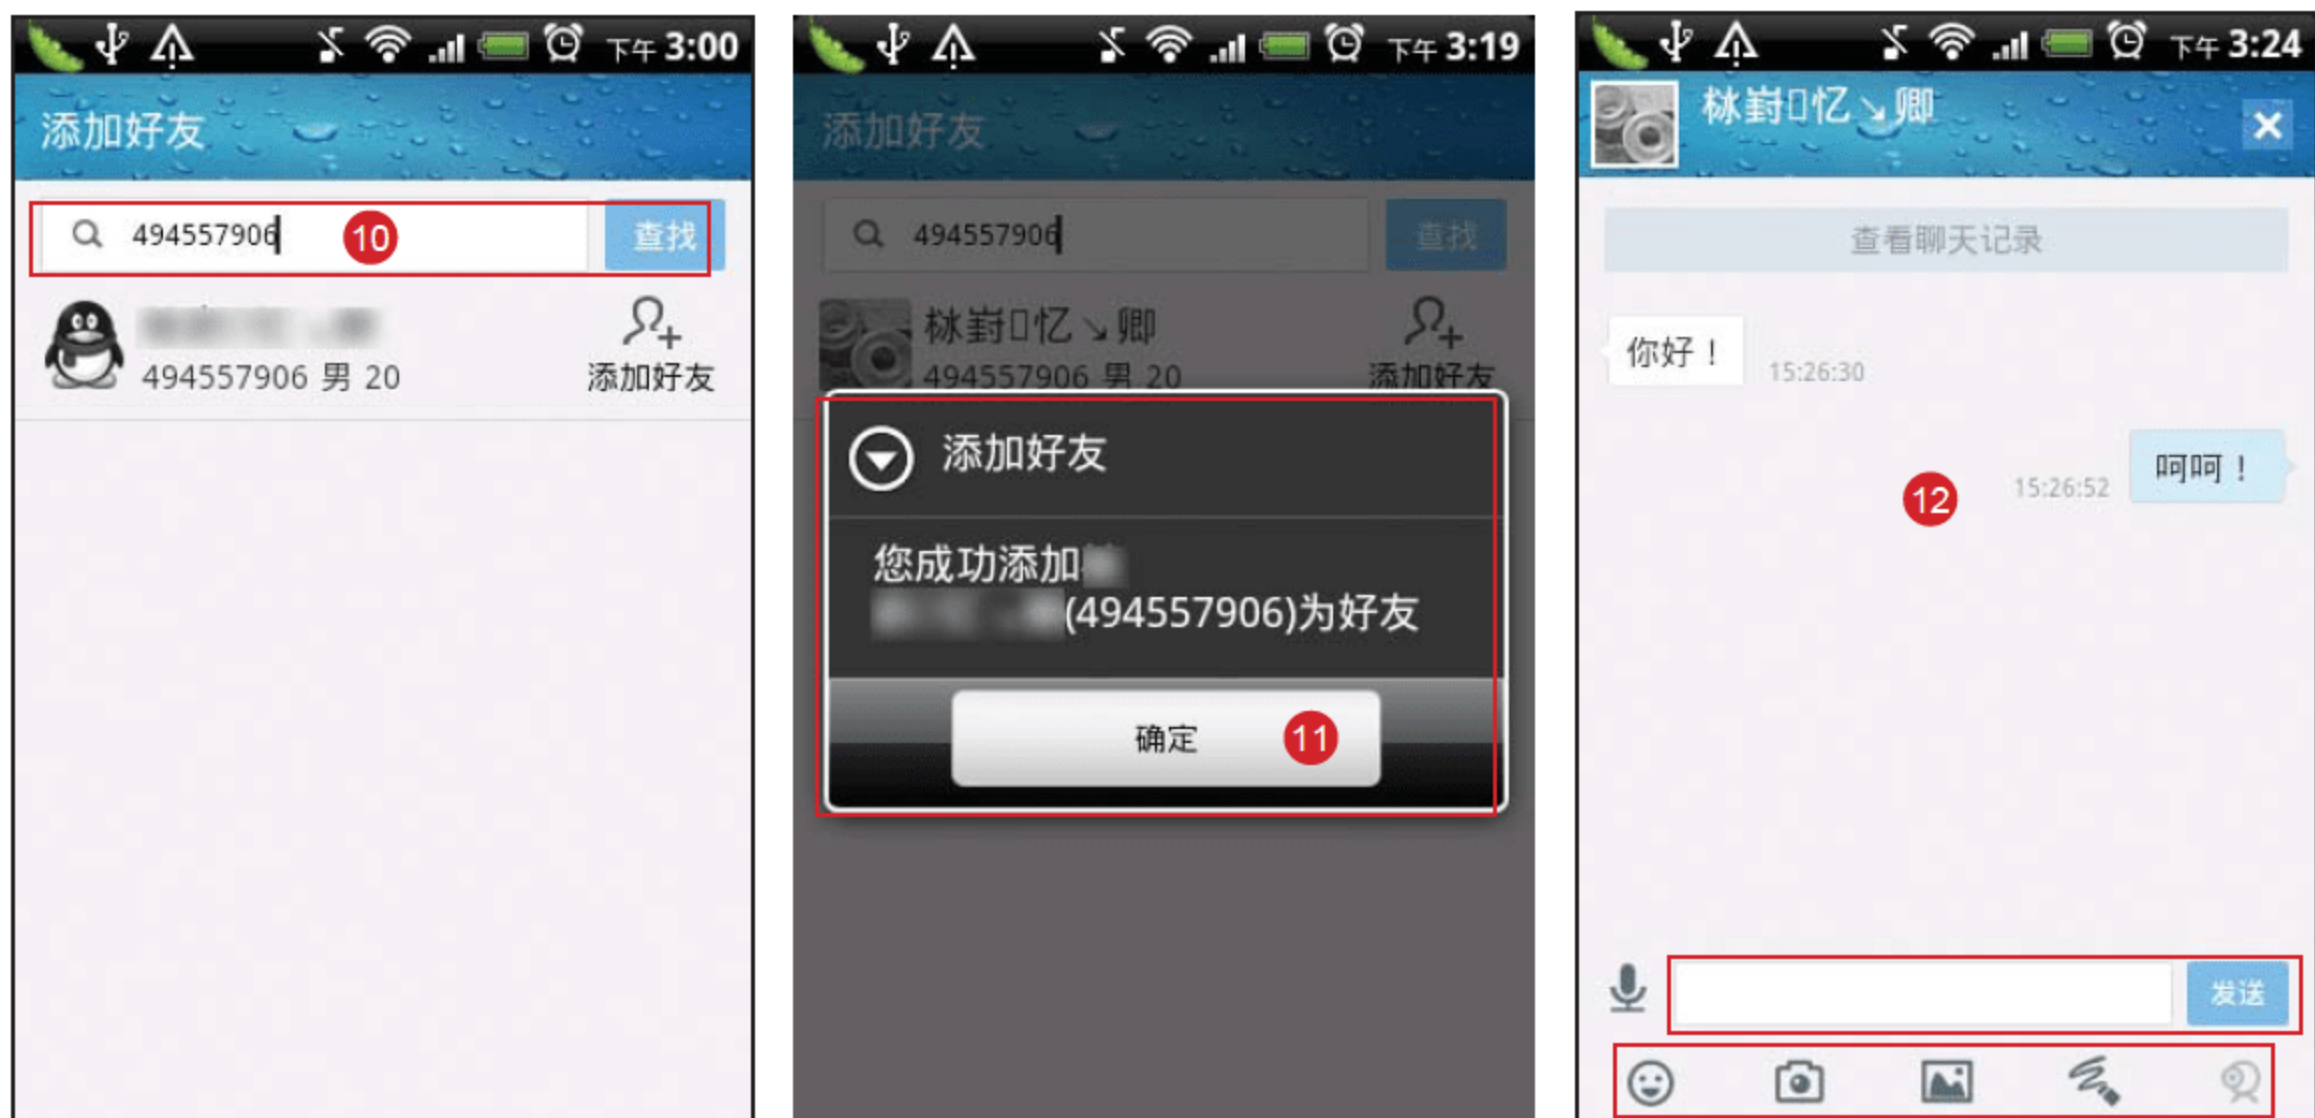 下午 3:00
添加好友
494557906
10
查找
494557906 男 20
添加好友
下午 3:19
添加好友
494557906
查找
忆↘卿
494557906 男 20
添加好友
添加好友
您成功添加
(494557906)为好友
确定
11
下午 3:24
忆↘卿
查看聊天记录
你好！
15:26:30
呵呵！
15:26:52
12
发送